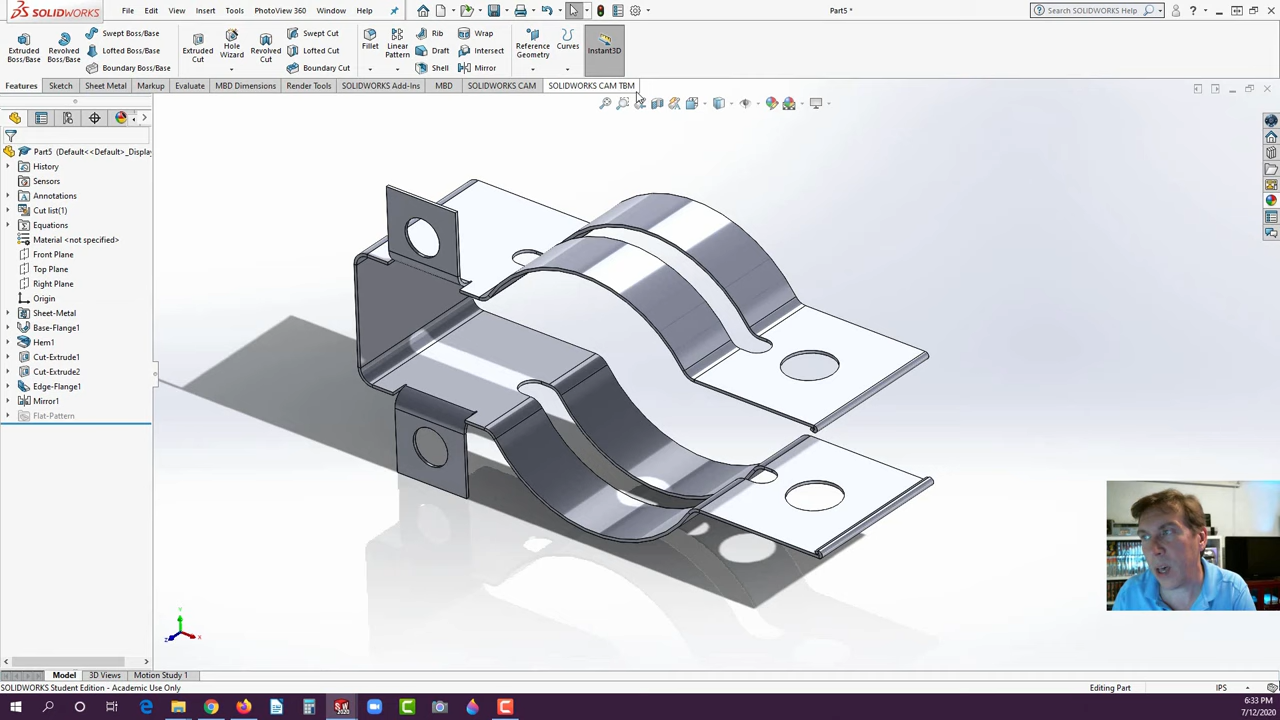 SOLIDWORKS
File Edit View Insert Tools PhotoView 360 Window Help
Part5 *
Search SOLIDWORKS Help
Extruded Boss/Base
Revolved Boss/Base
Swept Boss/Base
Lofted Boss/Base
Boundary Boss/Base
Extruded Cut
Hole Wizard
Revolved Cut
Swept Cut
Lofted Cut
Boundary Cut
Fillet
Linear Pattern
Rib
Draft
Shell
Wrap
Intersect
Mirror
Reference Geometry
Curves
Instant3D
Features Sketch Sheet Metal Markup Evaluate MBD Dimensions Render Tools SOLIDWORKS Add-Ins MBD SOLIDWORKS CAM SOLIDWORKS CAM TBM
Part5 (Default<<Default>_Display
History
Sensors
Annotations
Cut list(1)
Equations
Material <not specified>
Front Plane
Top Plane
Right Plane
Origin
Sheet-Metal
Base-Flange1
Hem1
Cut-Extrude1
Cut-Extrude2
Edge-Flange1
Mirror1
Flat-Pattern
Y
Z
X
Model 3D Views Motion Study 1
SOLIDWORKS Student Edition - Academic Use Only
Editing Part
IPS
6:33 PM
7/12/2020